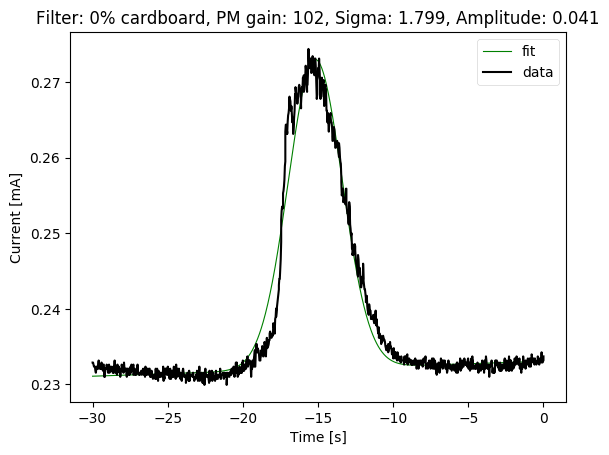 Filter: 0% cardboard, PM gain: 102, Sigma: 1.799, Amplitude: 0.041
fit
data
0.27
0.26
0.25
0.24
0.23
Current [mA]
−30
−25
−20
−15
−10
−5
0
Time [s]